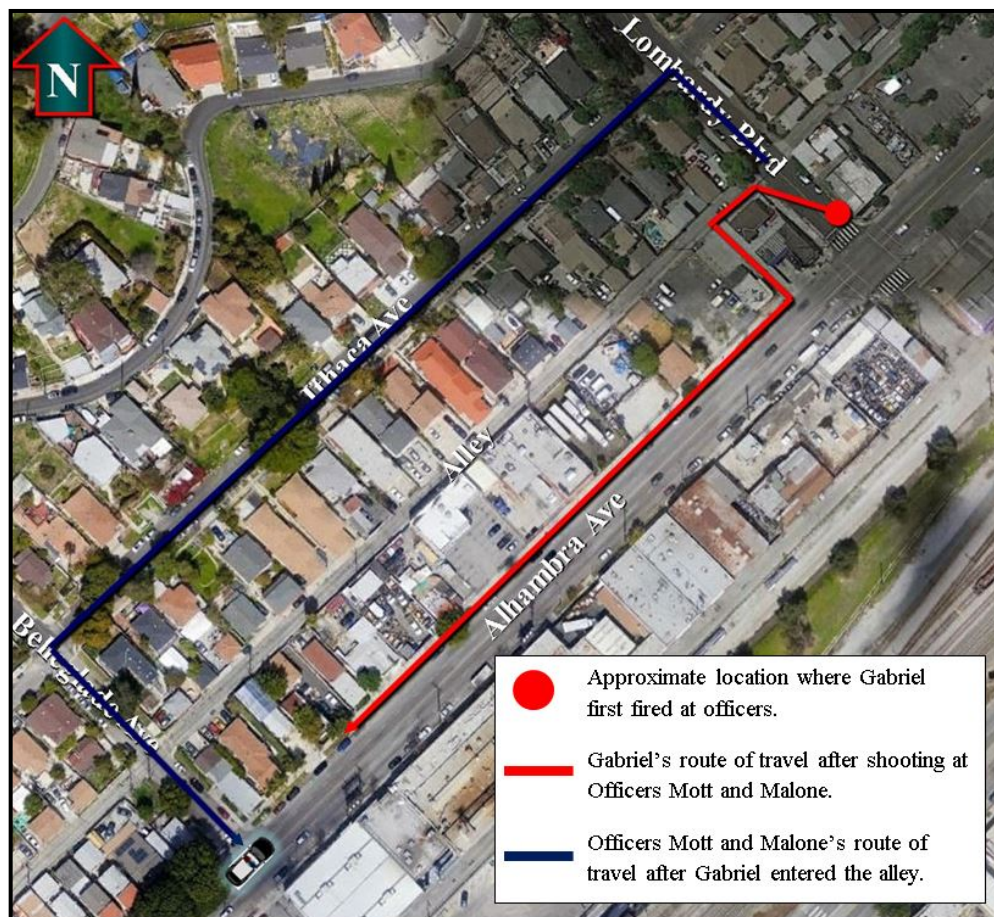 N
Lombardy Blvd
Ithaca Ave
Alley
Alhambra Ave
Belleglade Ave
Approximate location where Gabriel
first fired at officers.
Gabriel's route of travel after shooting at
Officers Mott and Malone.
Officers Mott and Malone's route of
travel after Gabriel entered the alley.